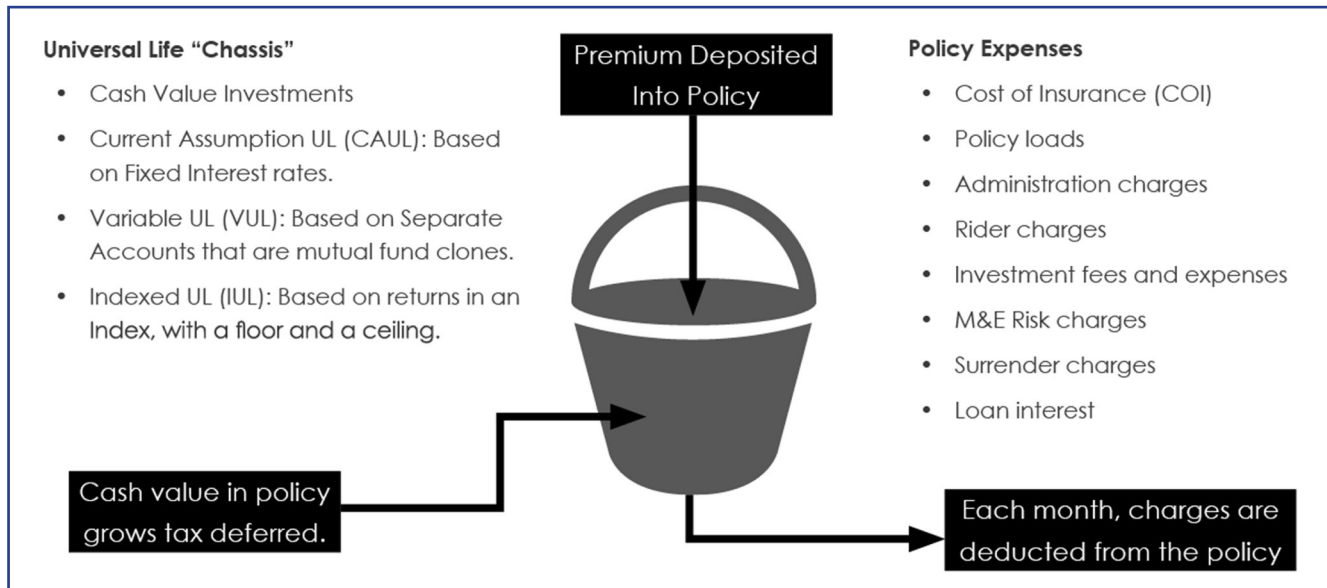 Universal Life “Chassis”
• Cash Value Investments
• Current Assumption UL (CAUL): Based
on Fixed Interest rates.
• Variable UL (VUL): Based on Separate
Accounts that are mutual fund clones.
• Indexed UL (IUL): Based on returns in an
Index, with a floor and a ceiling.
Premium Deposited
Into Policy
Policy Expenses
• Cost of Insurance (COI)
• Policy loads
• Administration charges
• Rider charges
• Investment fees and expenses
• M&E Risk charges
• Surrender charges
• Loan interest
Cash value in policy
grows tax deferred.
Each month, charges are
deducted from the policy